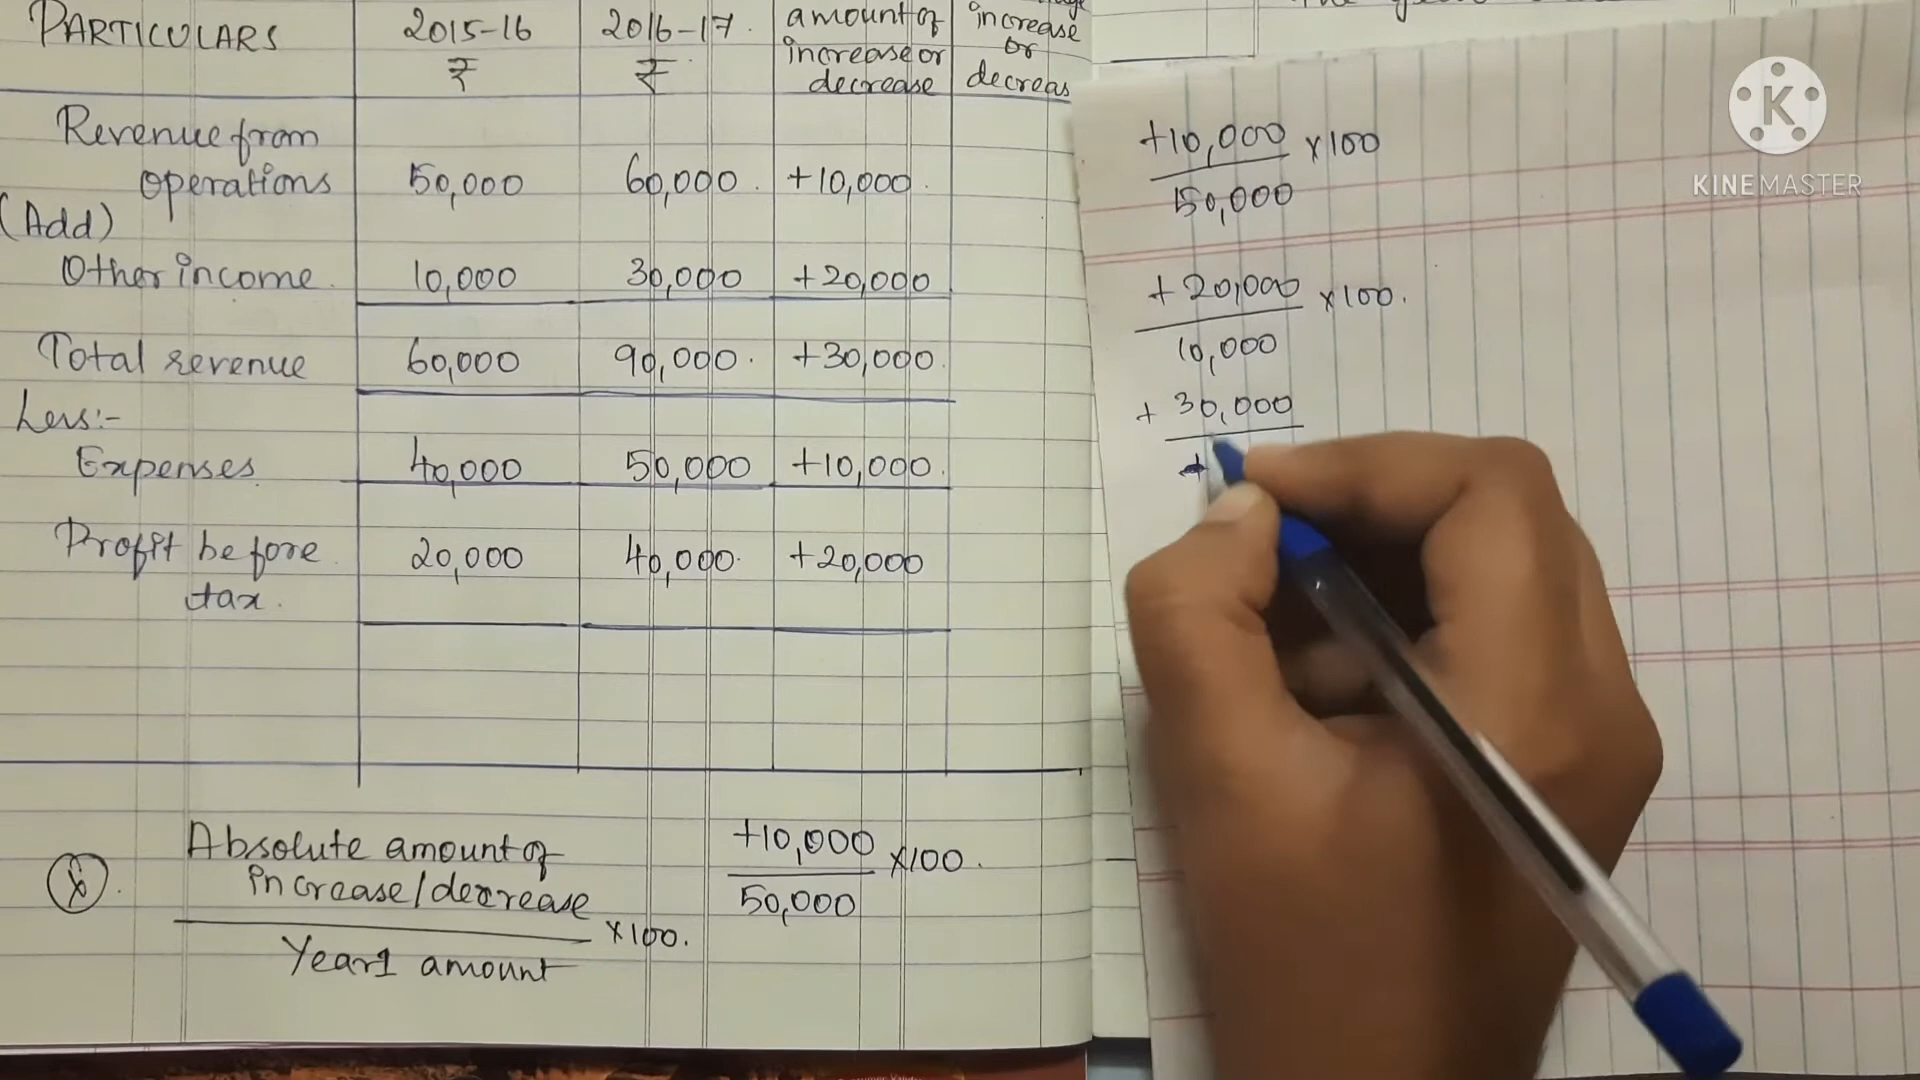 PARTICULARS 2015-16 2016-17. amount of increase
₹ ₹ increase or or
decrease decreas
Revenue from
operations 50,000 60,000. +10,000.
(Add)
Other income. 10,000 30,000 +20,000
Total revenue 60,000 90,000. +30,000.
Less:-
Expenses. 40,000 50,000 +10,000.
Profit before. 20,000 40,000. +20,000
tax.
Absolute amount of
increase/decrease
×100.
Year1 amount
+10,000 ×100.
50,000
+10,000 ×100
50,000
+20,000 ×100.
10,000
+ 30,000
K
KINEMASTER